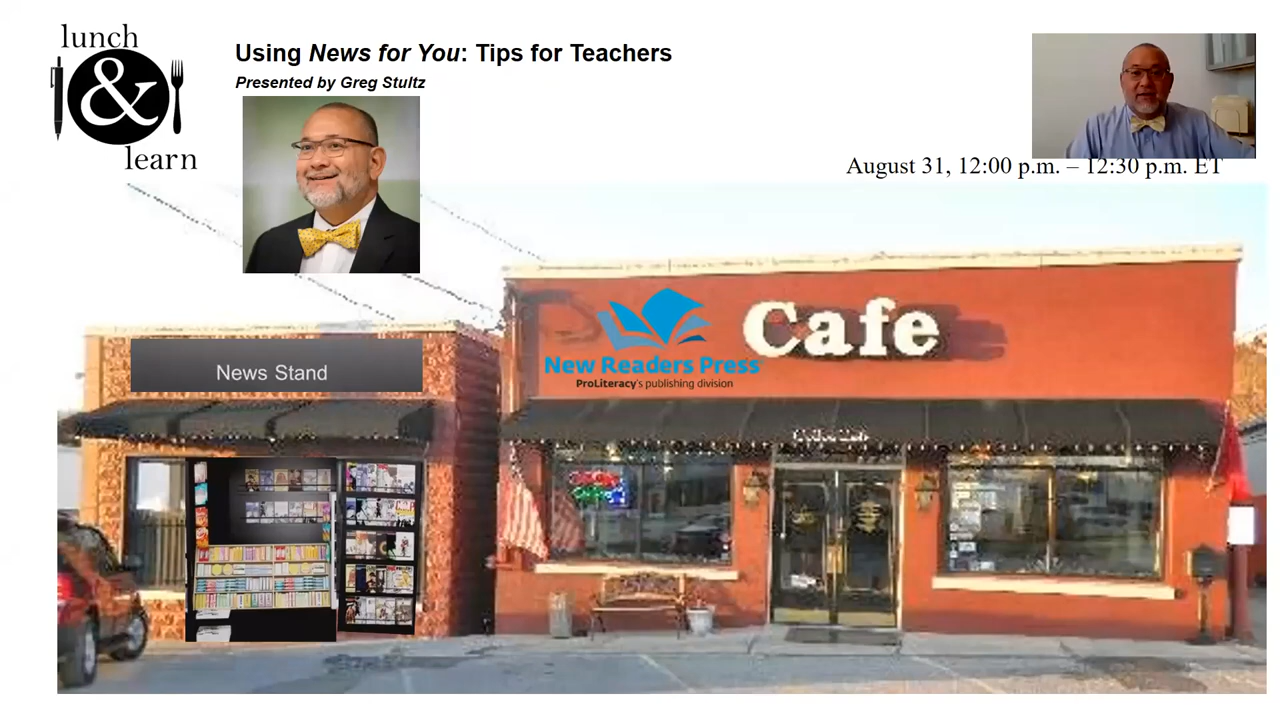 lunch
&
learn
Using News for You: Tips for Teachers
Presented by Greg Stultz
August 31, 12:00 p.m. – 12:30 p.m. ET
News Stand
New Readers Press
ProLiteracy's publishing division
Cafe